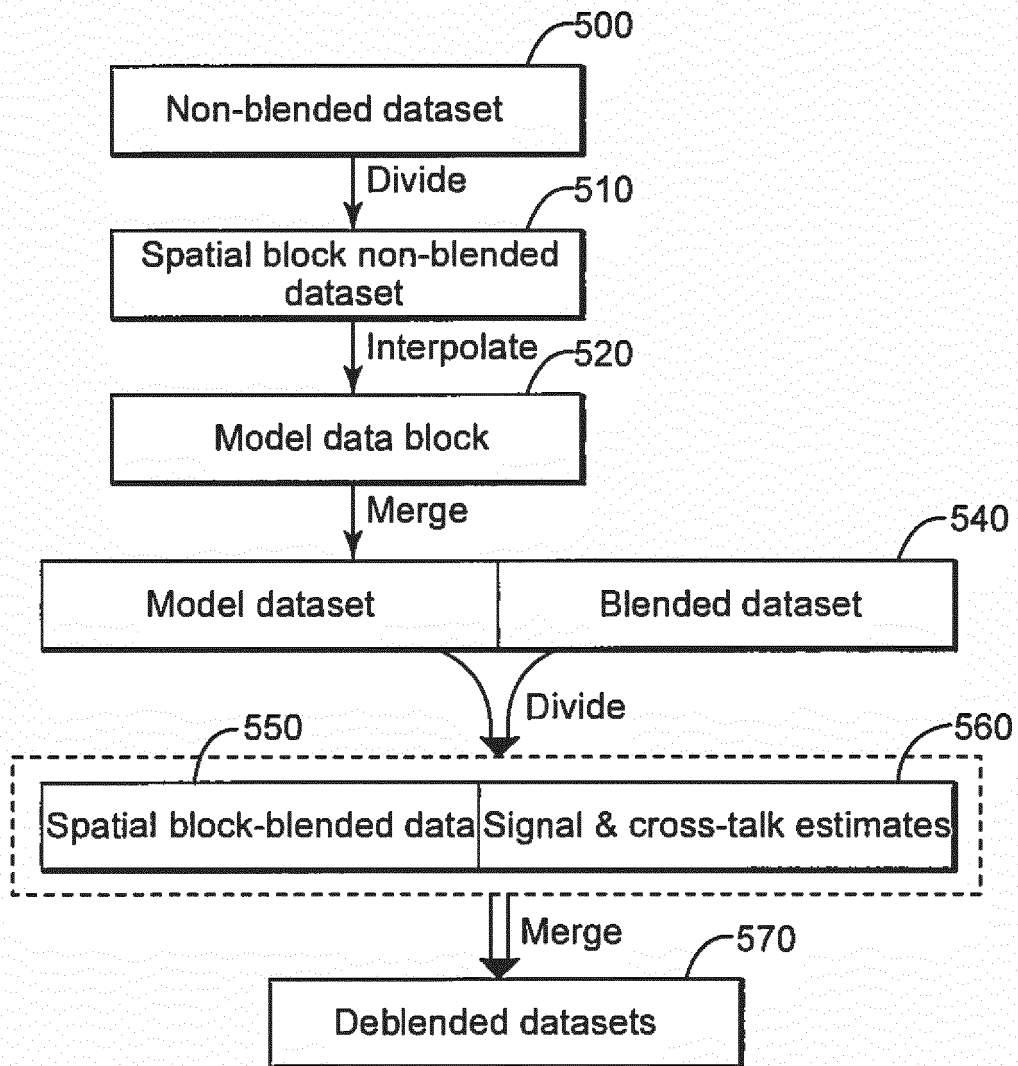 500
Non-blended dataset
Divide
510
Spatial block non-blended
dataset
Interpolate
520
Model data block
Merge
540
Model dataset
Blended dataset
Divide
550
560
Spatial block-blended data
Signal & cross-talk estimates
Merge
570
Deblended datasets